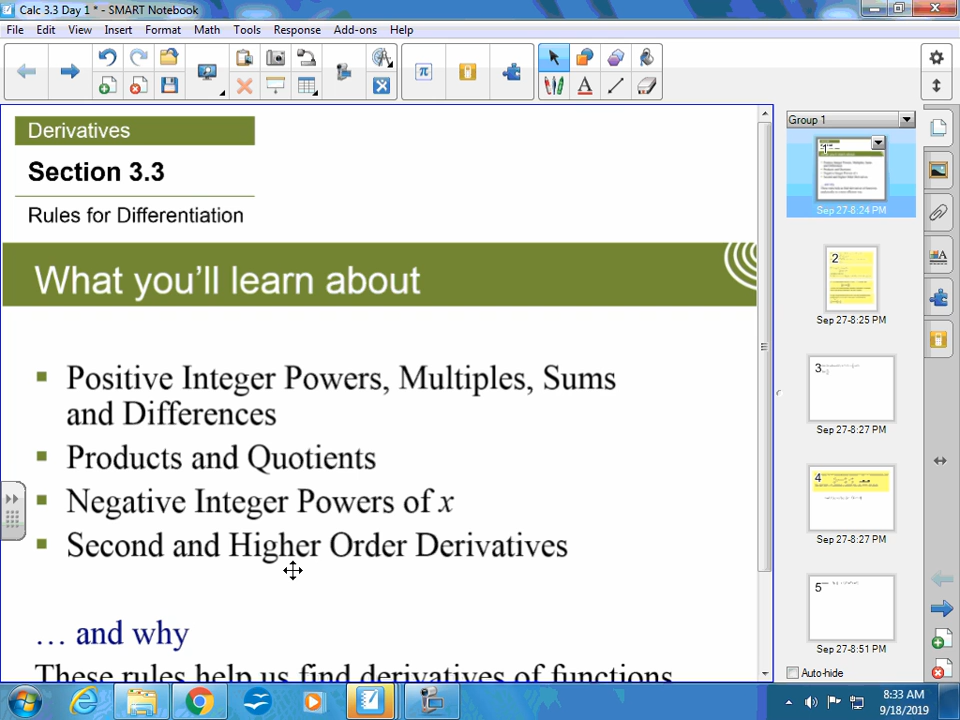 Calc 3.3 Day 1 * - SMART Notebook
File Edit View Insert Format Math Tools Response Add-ons Help
Derivatives
Section 3.3
Rules for Differentiation
What you'll learn about
Positive Integer Powers, Multiples, Sums
and Differences
Products and Quotients
Negative Integer Powers of x
Second and Higher Order Derivatives
… and why
These rules help us find derivatives of functions
Group 1
1
Sep 27-8:24 PM
2
Sep 27-8:25 PM
3
Sep 27-8:27 PM
4
Sep 27-8:27 PM
5
Sep 27-8:51 PM
Auto-hide
8:33 AM
9/18/2019